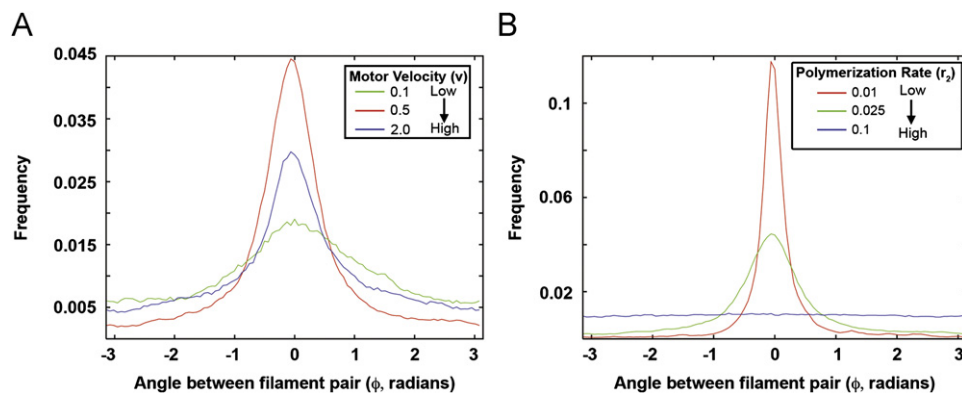 A
0.045
0.035
0.025
0.015
0.005
Frequency
Motor Velocity (v)
0.1 Low
0.5
2.0 High
-3 -2 -1 0 1 2 3
Angle between filament pair (ϕ, radians)
B
0.1
0.06
0.02
Frequency
Polymerization Rate (r₂)
0.01 Low
0.025
0.1 High
-3 -2 -1 0 1 2 3
Angle between filament pair (ϕ, radians)